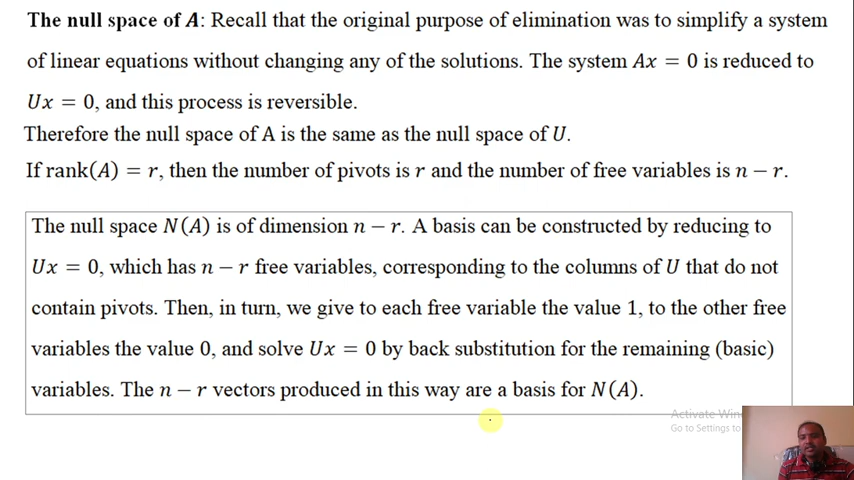 The null space of A: Recall that the original purpose of elimination was to simplify a system
of linear equations without changing any of the solutions. The system Ax = 0 is reduced to
Ux = 0, and this process is reversible.
Therefore the null space of A is the same as the null space of U.
If rank(A) = r, then the number of pivots is r and the number of free variables is n − r.
The null space N(A) is of dimension n − r. A basis can be constructed by reducing to
Ux = 0, which has n − r free variables, corresponding to the columns of U that do not
contain pivots. Then, in turn, we give to each free variable the value 1, to the other free
variables the value 0, and solve Ux = 0 by back substitution for the remaining (basic)
variables. The n − r vectors produced in this way are a basis for N(A).
Activate Win
Go to Settings to